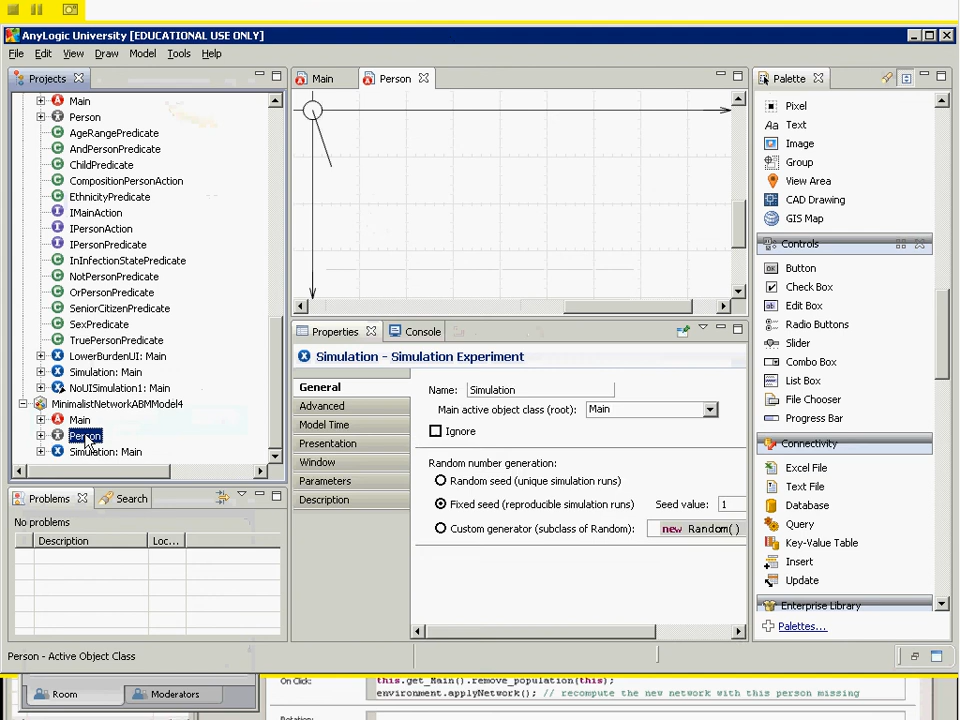 AnyLogic University [EDUCATIONAL USE ONLY]
File Edit View Draw Model Tools Help
Projects
Main
Person
AgeRangePredicate
AndPersonPredicate
ChildPredicate
CompositionPersonAction
EthnicityPredicate
IMainAction
IPersonAction
IPersonPredicate
InInfectionStatePredicate
NotPersonPredicate
OrPersonPredicate
SeniorCitizenPredicate
SexPredicate
TruePersonPredicate
LowerBurdenUI: Main
Simulation: Main
NoUISimulation1: Main
MinimalistNetworkABMModel4
Main
Person
Simulation: Main
Problems Search
No problems
Description Loc...
Main Person
Properties Console
Simulation - Simulation Experiment
General
Advanced
Model Time
Presentation
Window
Parameters
Description
Name: Simulation
Main active object class (root): Main
Ignore
Random number generation:
Random seed (unique simulation runs)
Fixed seed (reproducible simulation runs) Seed value: 1
Custom generator (subclass of Random): new Random()
Palette
Pixel
Aa Text
Image
Group
View Area
CAD Drawing
GIS Map
Controls
Button
Check Box
Edit Box
Radio Buttons
Slider
Combo Box
List Box
File Chooser
Progress Bar
Connectivity
Excel File
Text File
Database
Query
Key-Value Table
Insert
Update
Enterprise Library
Palettes...
Person - Active Object Class
Room Moderators
On Click: this.get_Main().remove_population(this);
environment.applyNetwork(); // recompute the new network with this person missing
Rotation: